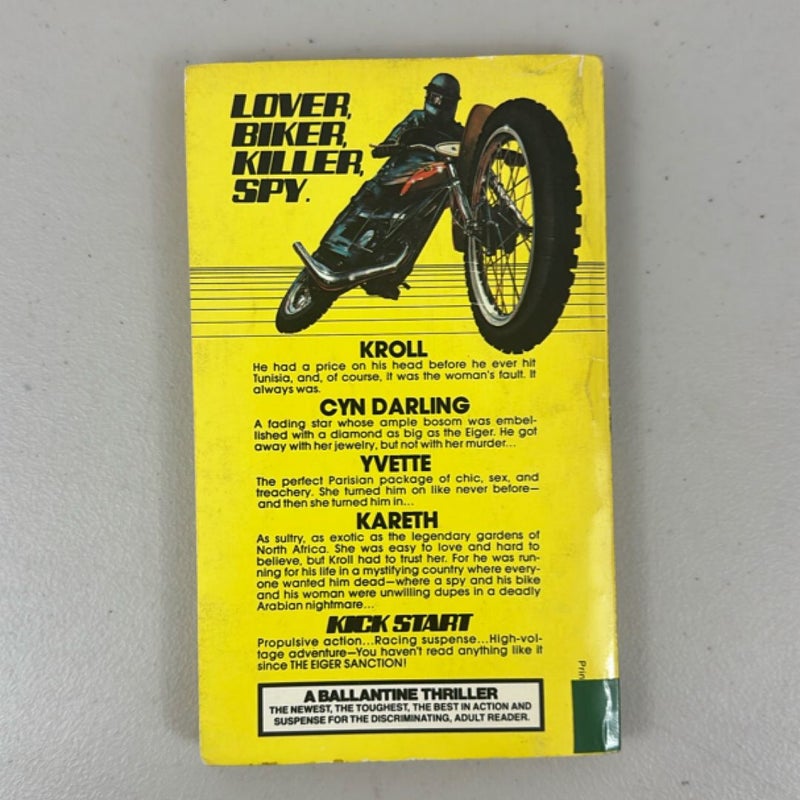 LOVER,
BIKER,
KILLER,
SPY.
KROLL
He had a price on his head before he ever hit
Tunisia, and, of course, it was the woman's fault. It
always was.
CYN DARLING
A fading star whose ample bosom was embel-
lished with a diamond as big as the Eiger. He got
away with her jewelry, but not with her murder...
YVETTE
The perfect Parisian package of chic, sex, and
treachery. She turned him on like never before—
and then she turned him in...
KARETH
As sultry, as exotic as the legendary gardens of
North Africa. She was easy to love and hard to
believe, but Kroll had to trust her. For he was run-
ning for his life in a mystifying country where every-
one wanted him dead—where a spy and his bike
and his woman were unwilling dupes in a deadly
Arabian nightmare...
KICK START
Propulsive action...Racing suspense...High-vol-
tage adventure—You haven't read anything like it
since THE EIGER SANCTION!
A BALLANTINE THRILLER
THE NEWEST, THE TOUGHEST, THE BEST IN ACTION AND
SUSPENSE FOR THE DISCRIMINATING, ADULT READER.